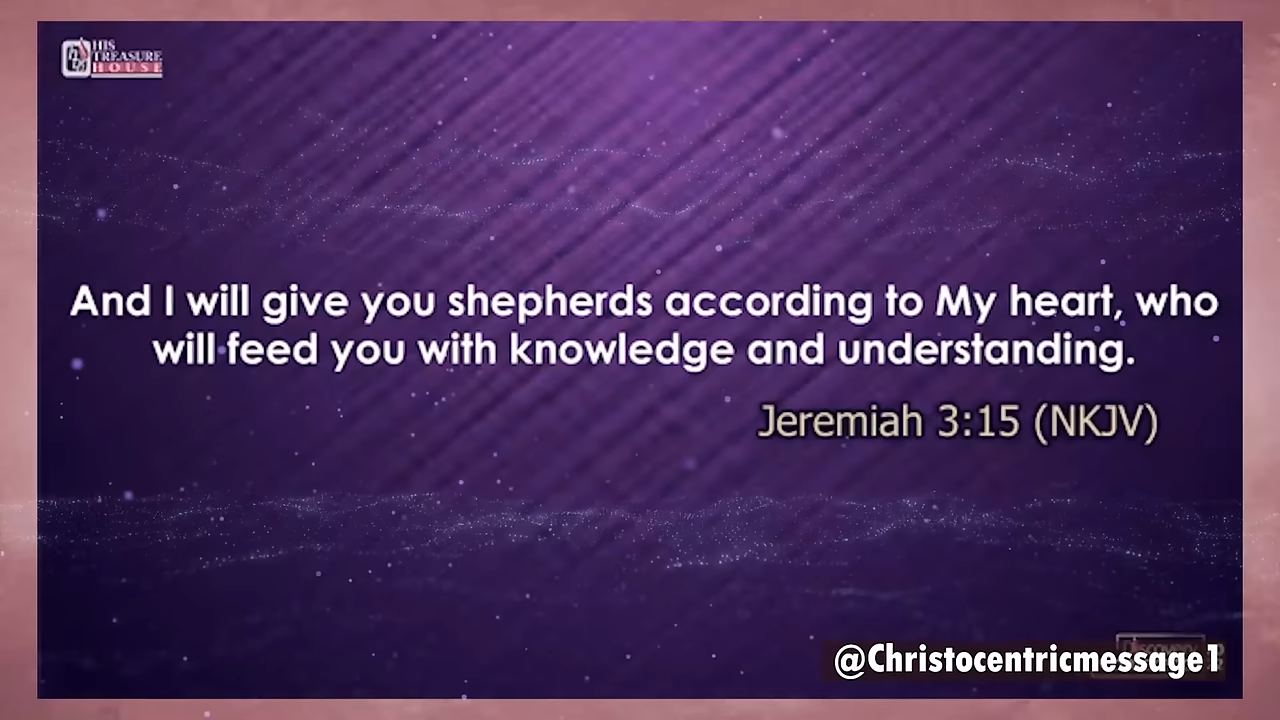 HIS
TREASURE
HOUSE
And I will give you shepherds according to My heart, who
will feed you with knowledge and understanding.
Jeremiah 3:15 (NKJV)
@Christocentricmessage1